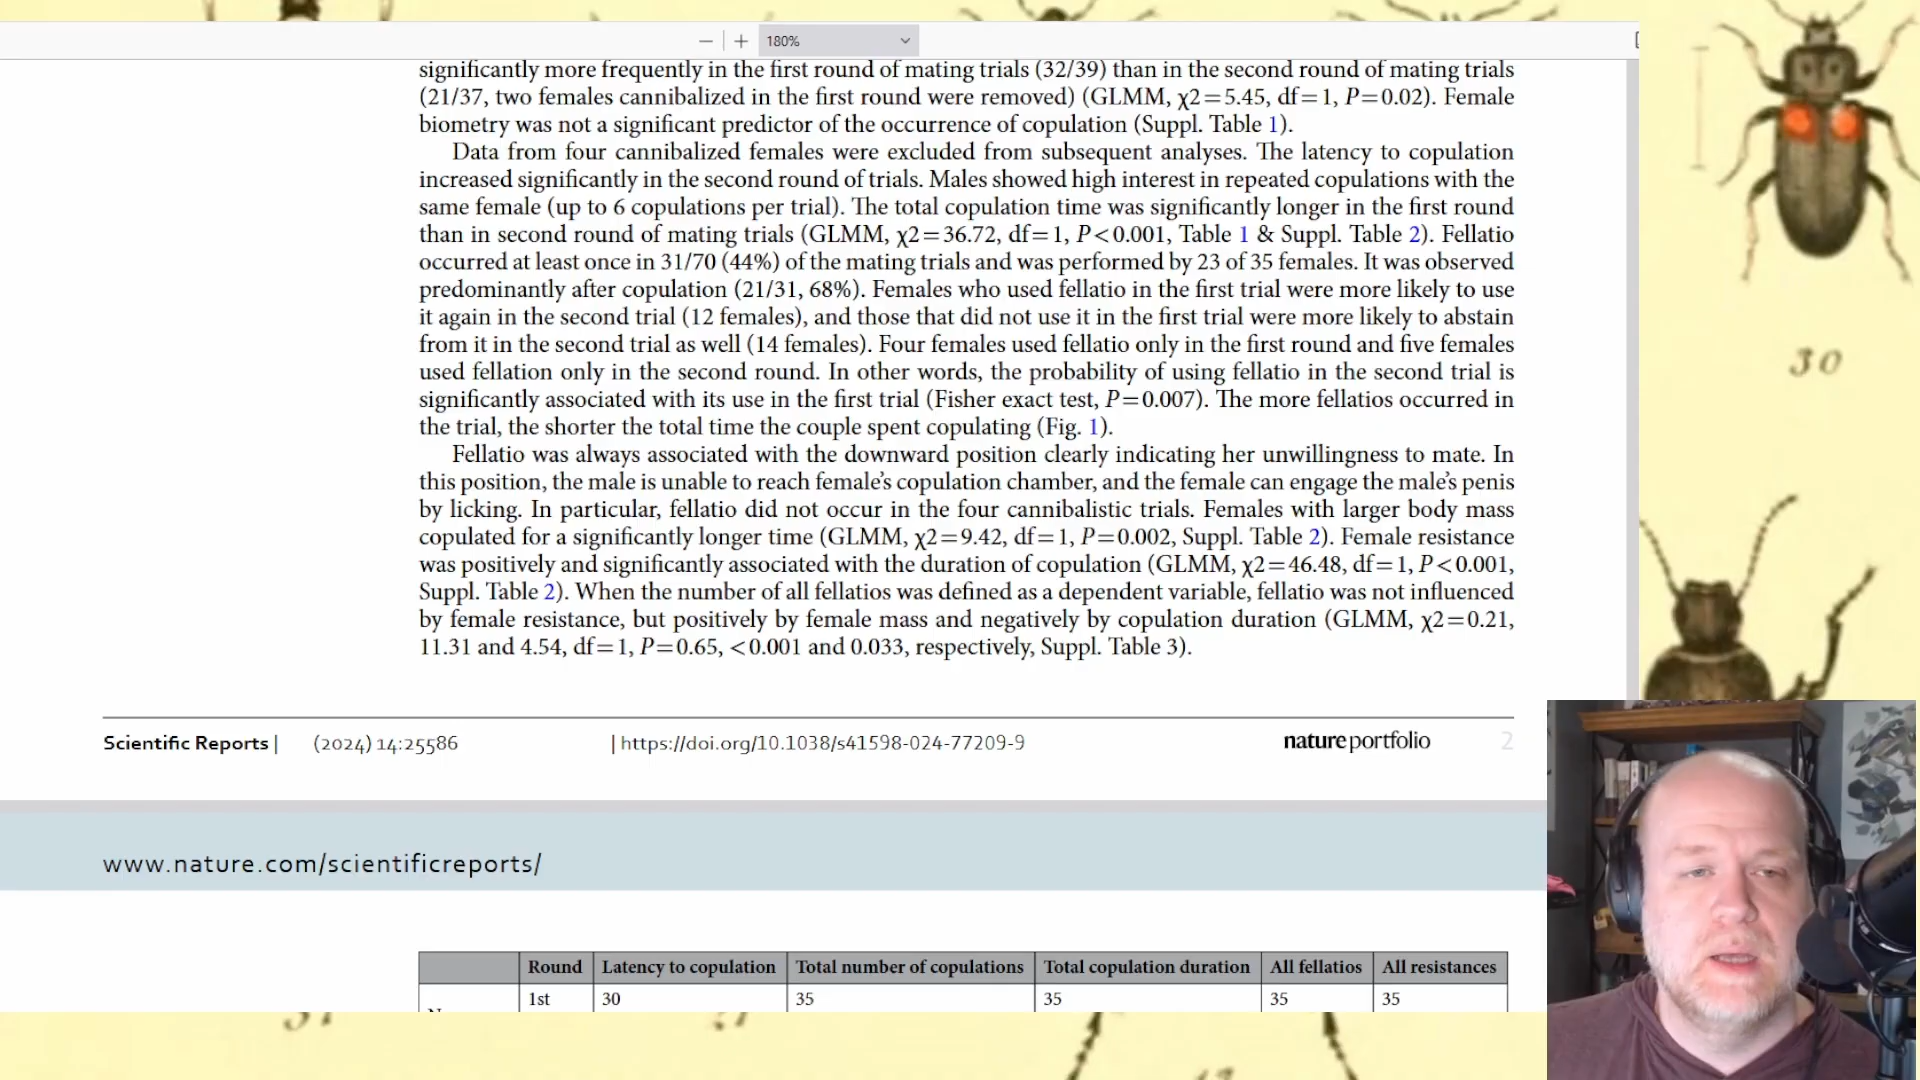 180%
significantly more frequently in the first round of mating trials (32/39) than in the second round of mating trials
(21/37, two females cannibalized in the first round were removed) (GLMM, χ2=5.45, df=1, P=0.02). Female
biometry was not a significant predictor of the occurrence of copulation (Suppl. Table 1).
Data from four cannibalized females were excluded from subsequent analyses. The latency to copulation
increased significantly in the second round of trials. Males showed high interest in repeated copulations with the
same female (up to 6 copulations per trial). The total copulation time was significantly longer in the first round
than in second round of mating trials (GLMM, χ2=36.72, df=1, P<0.001, Table 1 & Suppl. Table 2). Fellatio
occurred at least once in 31/70 (44%) of the mating trials and was performed by 23 of 35 females. It was observed
predominantly after copulation (21/31, 68%). Females who used fellatio in the first trial were more likely to use
it again in the second trial (12 females), and those that did not use it in the first trial were more likely to abstain
from it in the second trial as well (14 females). Four females used fellatio only in the first round and five females
used fellation only in the second round. In other words, the probability of using fellatio in the second trial is
significantly associated with its use in the first trial (Fisher exact test, P=0.007). The more fellatios occurred in
the trial, the shorter the total time the couple spent copulating (Fig. 1).
Fellatio was always associated with the downward position clearly indicating her unwillingness to mate. In
this position, the male is unable to reach female's copulation chamber, and the female can engage the male's penis
by licking. In particular, fellatio did not occur in the four cannibalistic trials. Females with larger body mass
copulated for a significantly longer time (GLMM, χ2=9.42, df=1, P=0.002, Suppl. Table 2). Female resistance
was positively and significantly associated with the duration of copulation (GLMM, χ2=46.48, df=1, P<0.001,
Suppl. Table 2). When the number of all fellatios was defined as a dependent variable, fellatio was not influenced
by female resistance, but positively by female mass and negatively by copulation duration (GLMM, χ2=0.21,
11.31 and 4.54, df=1, P=0.65, <0.001 and 0.033, respectively, Suppl. Table 3).
Scientific Reports | (2024) 14:25586 | https://doi.org/10.1038/s41598-024-77209-9 natureportfolio 2
www.nature.com/scientificreports/
Round Latency to copulation Total number of copulations Total copulation duration All fellatios All resistances
1st 30 35 35 35 35
30